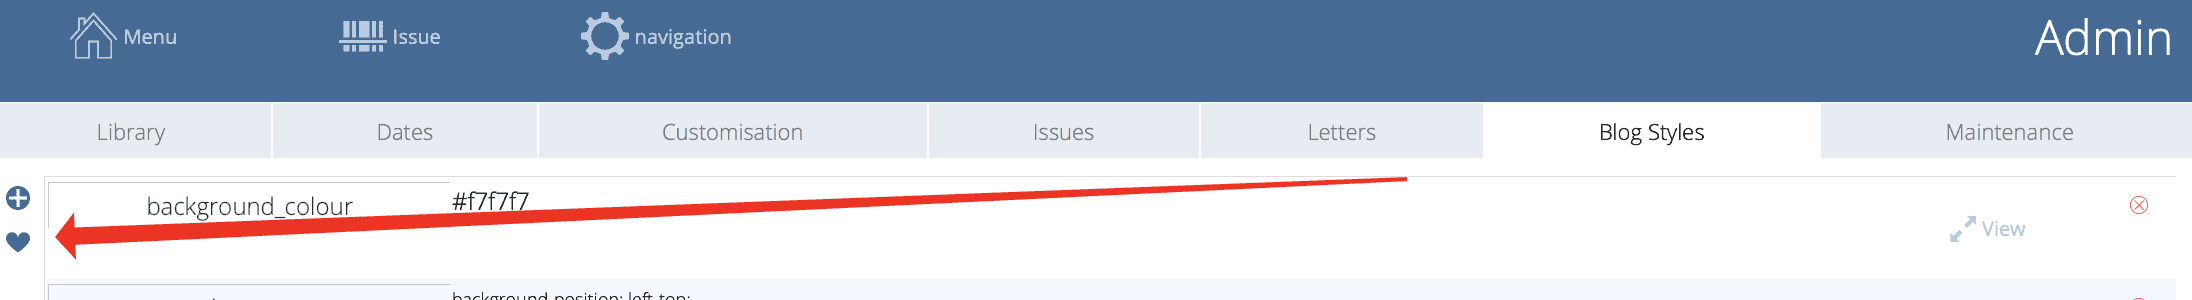 Menu
Issue
navigation
Admin
Library
Dates
Customisation
Issues
Letters
Blog Styles
Maintenance
background_colour
#f7f7f7
View
background-position: left top;